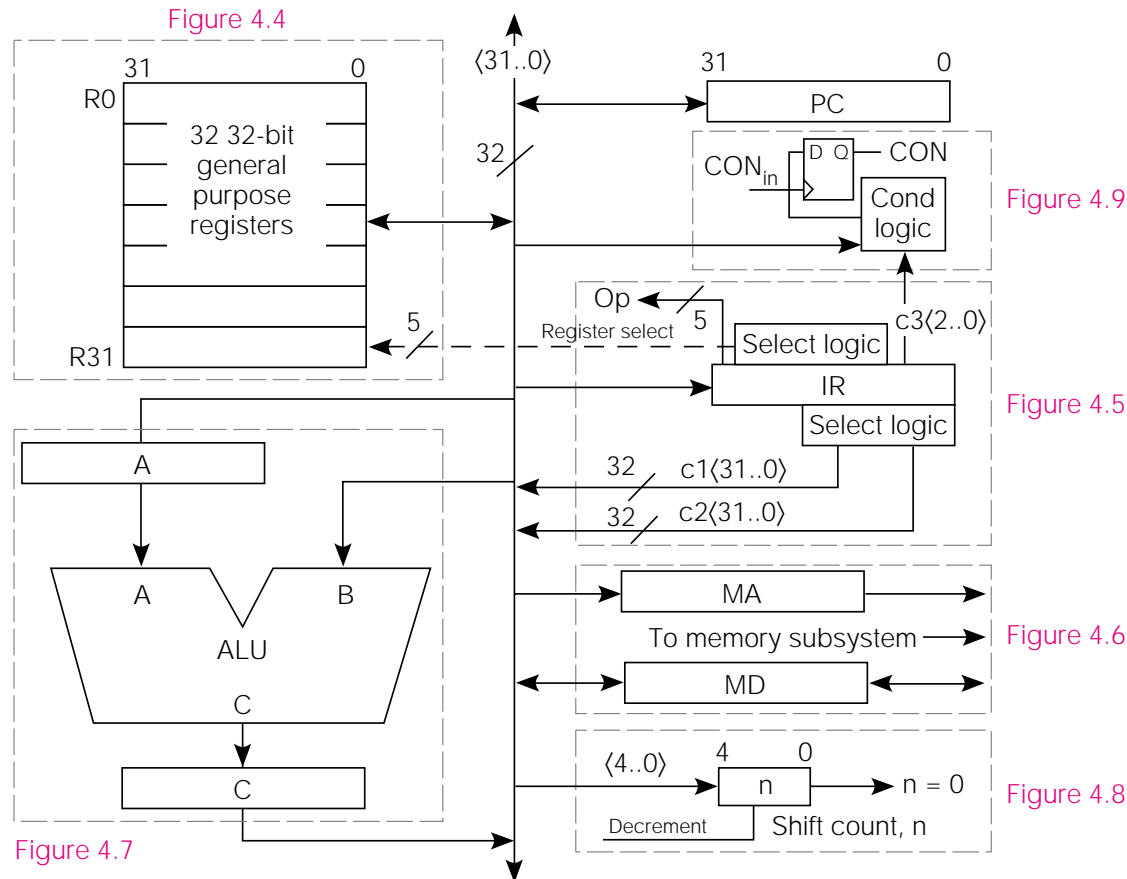 Figure 4.4
31 0
R0
32 32-bit
general
purpose
registers
R31
5
Register select
⟨31..0⟩
32
31 0
PC
D Q
CON
CON_in
Cond
logic
Figure 4.9
Op
5
c3⟨2..0⟩
Select logic
IR
Select logic
32
c1⟨31..0⟩
32
c2⟨31..0⟩
Figure 4.5
A
A
B
ALU
C
C
Figure 4.7
MA
To memory subsystem
MD
Figure 4.6
⟨4..0⟩
4 0
n
n = 0
Decrement
Shift count, n
Figure 4.8